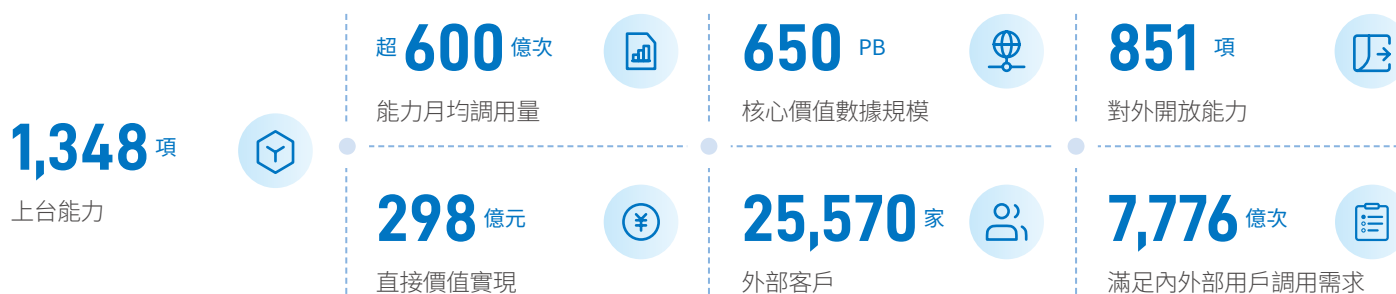 1,348 項
上台能力
超 600 億次
能力月均調用量
650 PB
核心價值數據規模
851 項
對外開放能力
298 億元
直接價值實現
25,570 家
外部客戶
7,776 億次
滿足內外部用戶調用需求